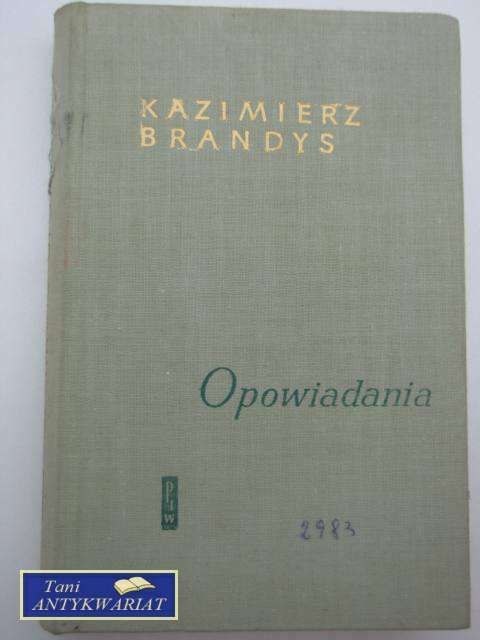 KAZIMIERZ
BRANDYS
Opowiadania
PIW
2983
Tani
ANTYKWARIAT